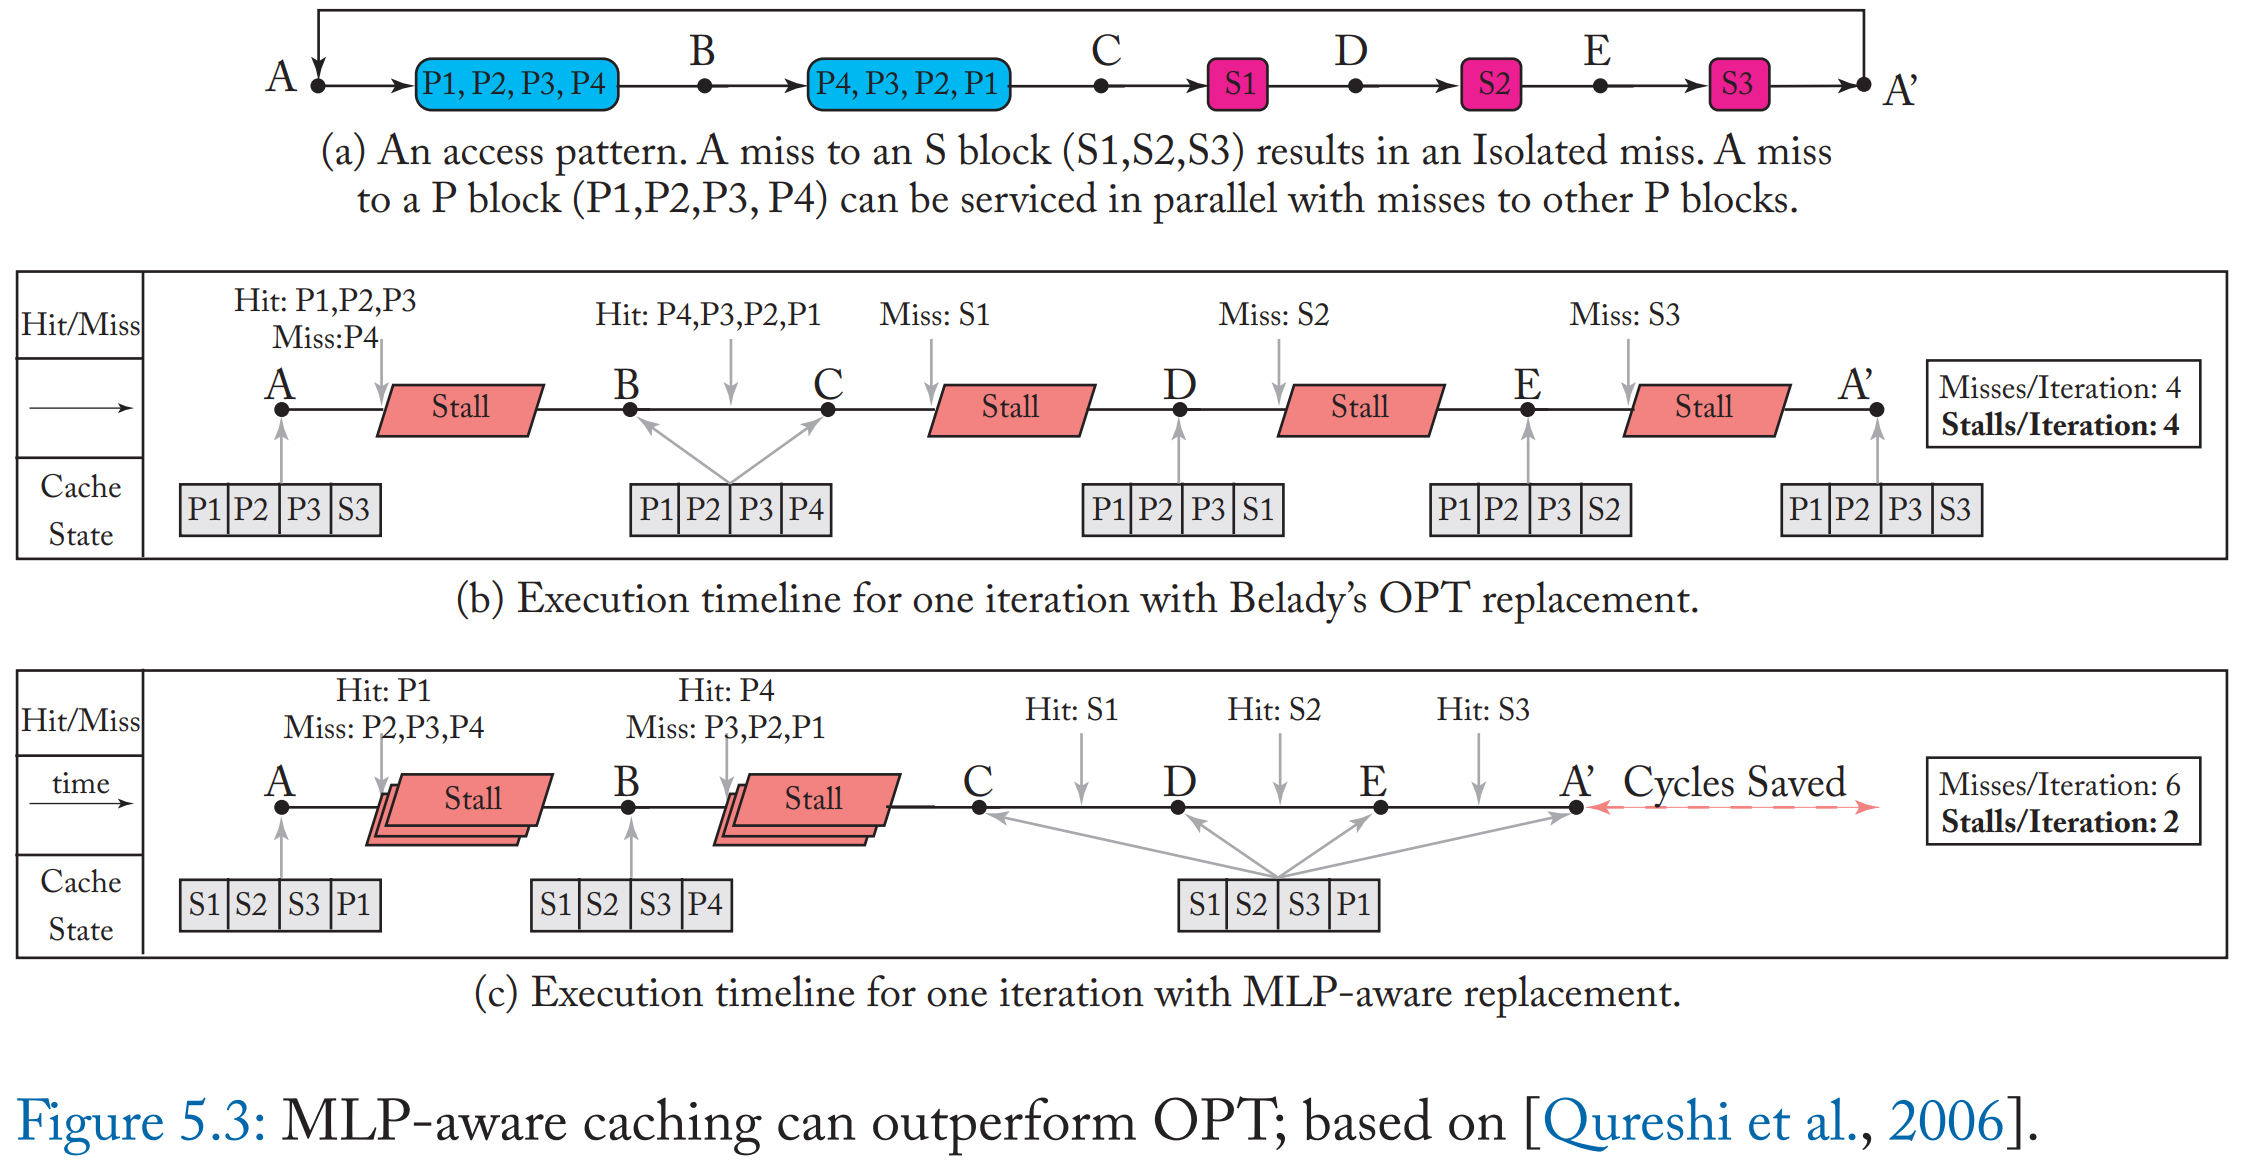 A
P1, P2, P3, P4
B
P4, P3, P2, P1
C
S1
D
S2
E
S3
A’
(a) An access pattern. A miss to an S block (S1,S2,S3) results in an Isolated miss. A miss
to a P block (P1,P2,P3, P4) can be serviced in parallel with misses to other P blocks.
Hit/Miss
Hit: P1,P2,P3
Miss:P4
Hit: P4,P3,P2,P1
Miss: S1
Miss: S2
Miss: S3
A
Stall
B
C
Stall
D
Stall
E
Stall
A’
Misses/Iteration: 4
Stalls/Iteration: 4
Cache
State
P1 P2 P3 S3
P1 P2 P3 P4
P1 P2 P3 S1
P1 P2 P3 S2
P1 P2 P3 S3
(b) Execution timeline for one iteration with Belady’s OPT replacement.
Hit/Miss
Hit: P1
Miss: P2,P3,P4
Hit: P4
Miss: P3,P2,P1
Hit: S1
Hit: S2
Hit: S3
time
A
Stall
B
Stall
C
D
E
A’
Cycles Saved
Misses/Iteration: 6
Stalls/Iteration: 2
Cache
State
S1 S2 S3 P1
S1 S2 S3 P4
S1 S2 S3 P1
(c) Execution timeline for one iteration with MLP-aware replacement.
Figure 5.3: MLP-aware caching can outperform OPT; based on [Qureshi et al., 2006].